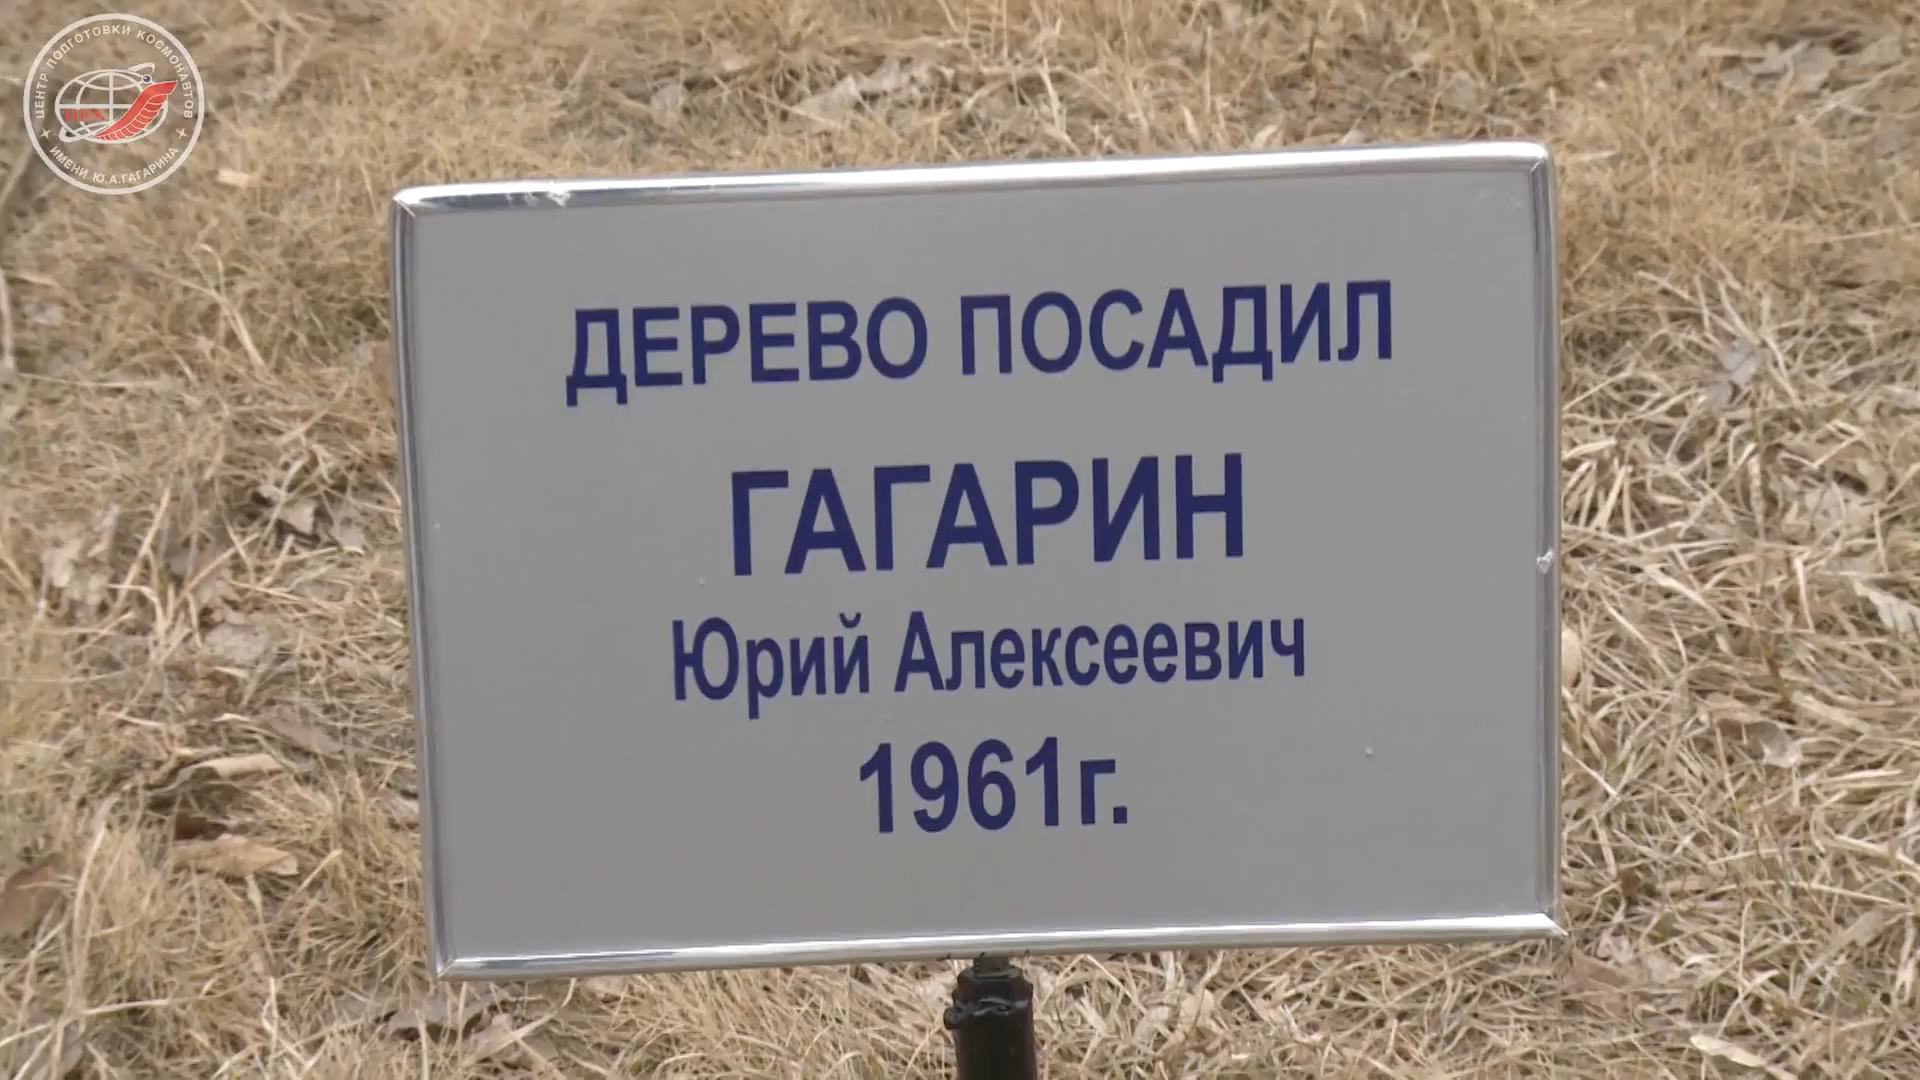 ЦЕНТР ПОДГОТОВКИ КОСМОНАВТОВ
ИМЕНИ Ю.А.ГАГАРИНА
ДЕРЕВО ПОСАДИЛ
ГАГАРИН
Юрий Алексеевич
1961г.